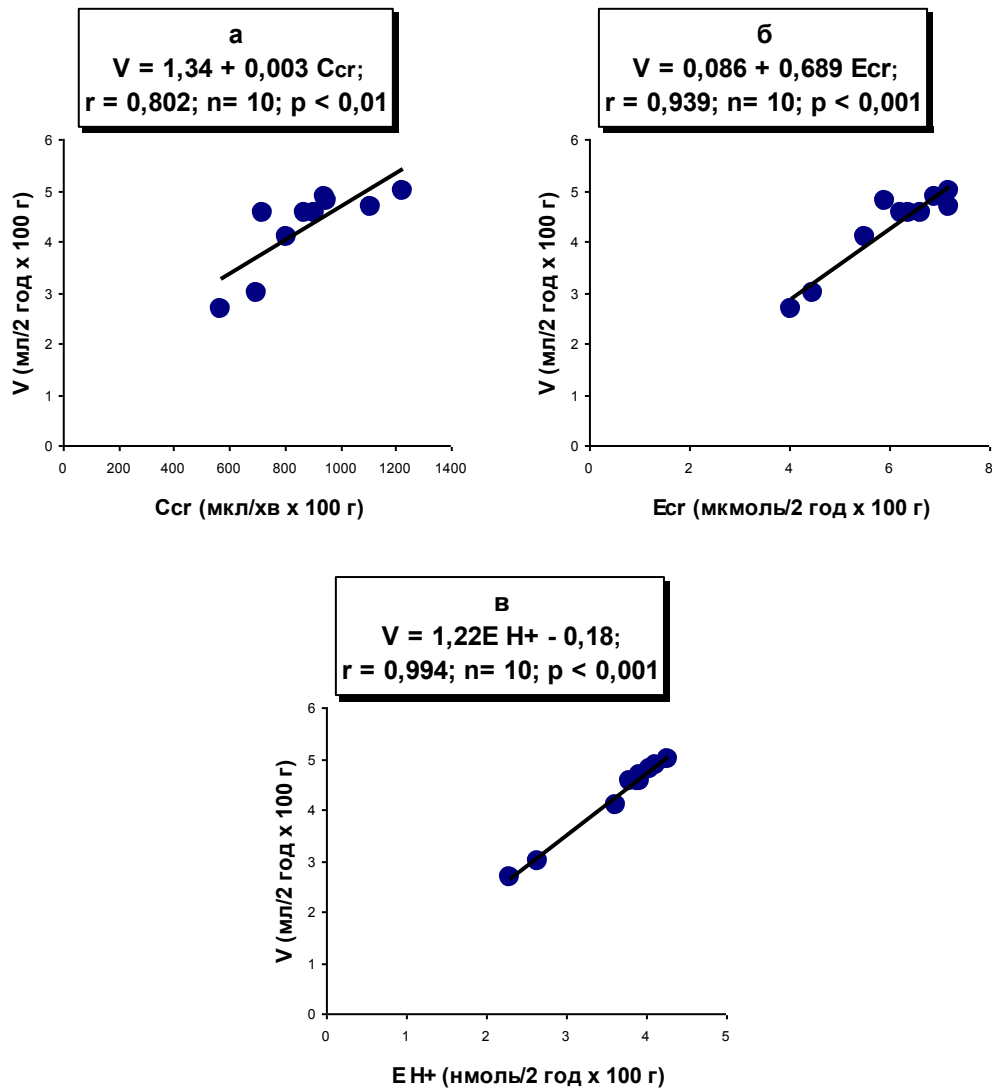 а
V = 1,34 + 0,003 Ccr;
r = 0,802; n= 10; p < 0,01
6
5
4
3
2
1
0
V (мл/2 год х 100 г)
0 200 400 600 800 1000 1200 1400
Ccr (мкл/хв х 100 г)
б
V = 0,086 + 0,689 Ecr;
r = 0,939; n= 10; p < 0,001
6
5
4
3
2
1
0
V (мл/2 год х 100 г)
0 2 4 6 8
Ecr (мкмоль/2 год х 100 г)
в
V = 1,22E H+ - 0,18;
r = 0,994; n= 10; p < 0,001
6
5
4
3
2
1
0
V (мл/2 год х 100 г)
0 1 2 3 4 5
E H+ (нмоль/2 год х 100 г)